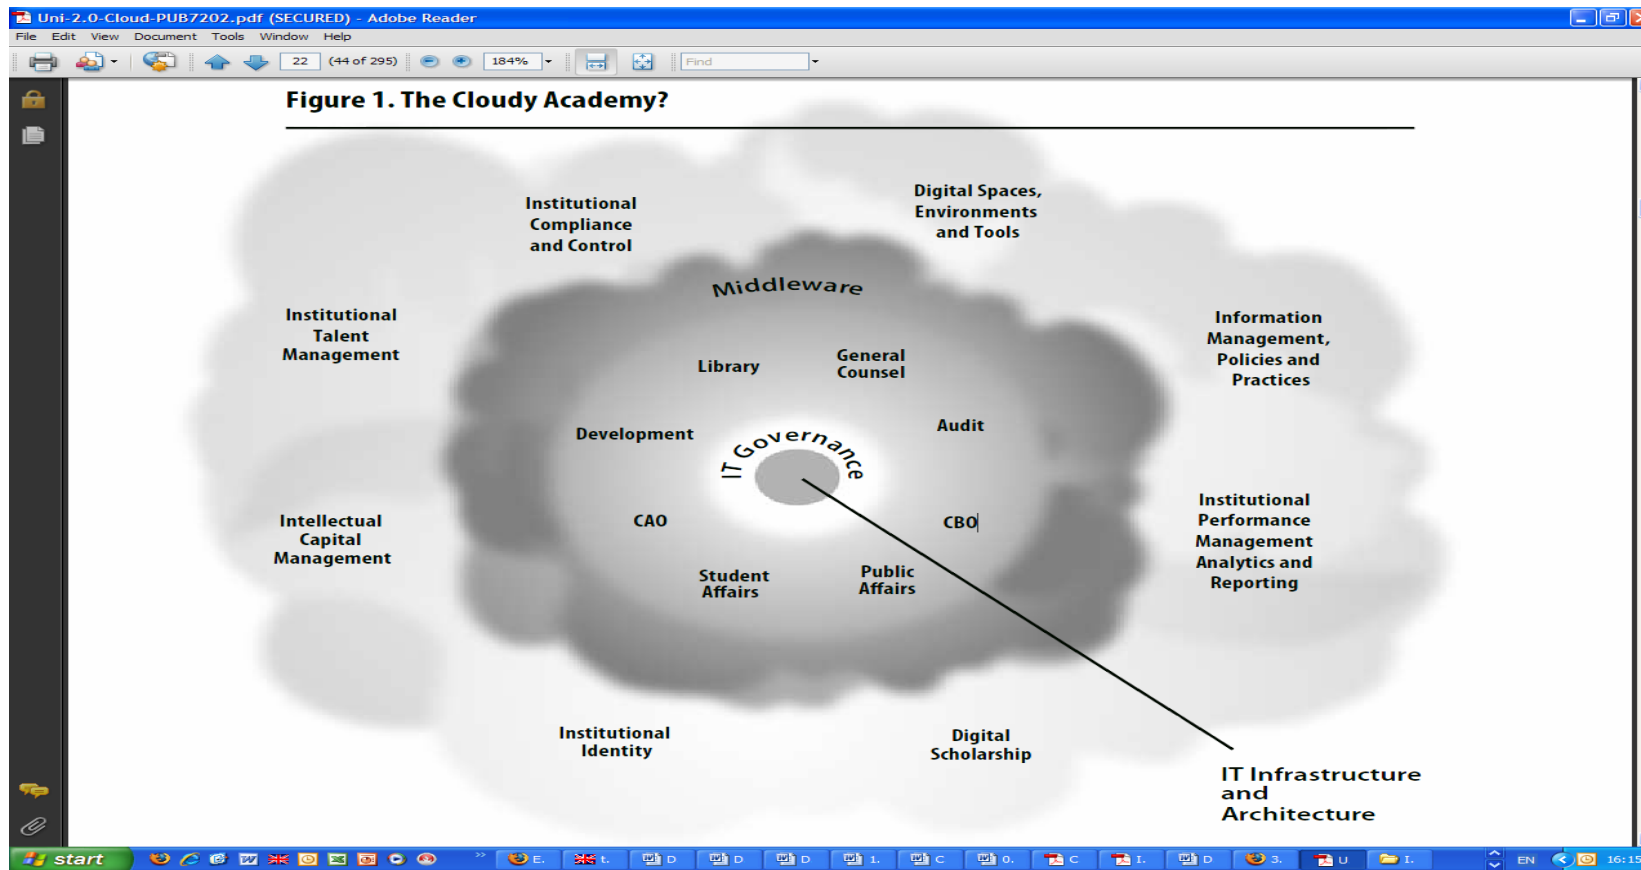 Uni-2.0-Cloud-PUB7202.pdf (SECURED) - Adobe Reader
File Edit View Document Tools Window Help
22 (44 of 295) 184% Find
Figure 1. The Cloudy Academy?
Institutional
Compliance
and Control
Digital Spaces,
Environments
and Tools
Middleware
Institutional
Talent
Management
Information
Management,
Policies and
Practices
Library
General
Counsel
Development
Audit
IT Governance
Intellectual
Capital
Management
CAO
CBO
Institutional
Performance
Management
Analytics and
Reporting
Student
Affairs
Public
Affairs
Institutional
Identity
Digital
Scholarship
IT Infrastructure
and
Architecture
start E. t. D D D 1. C 0. C I. D 3. U I. EN 16:15